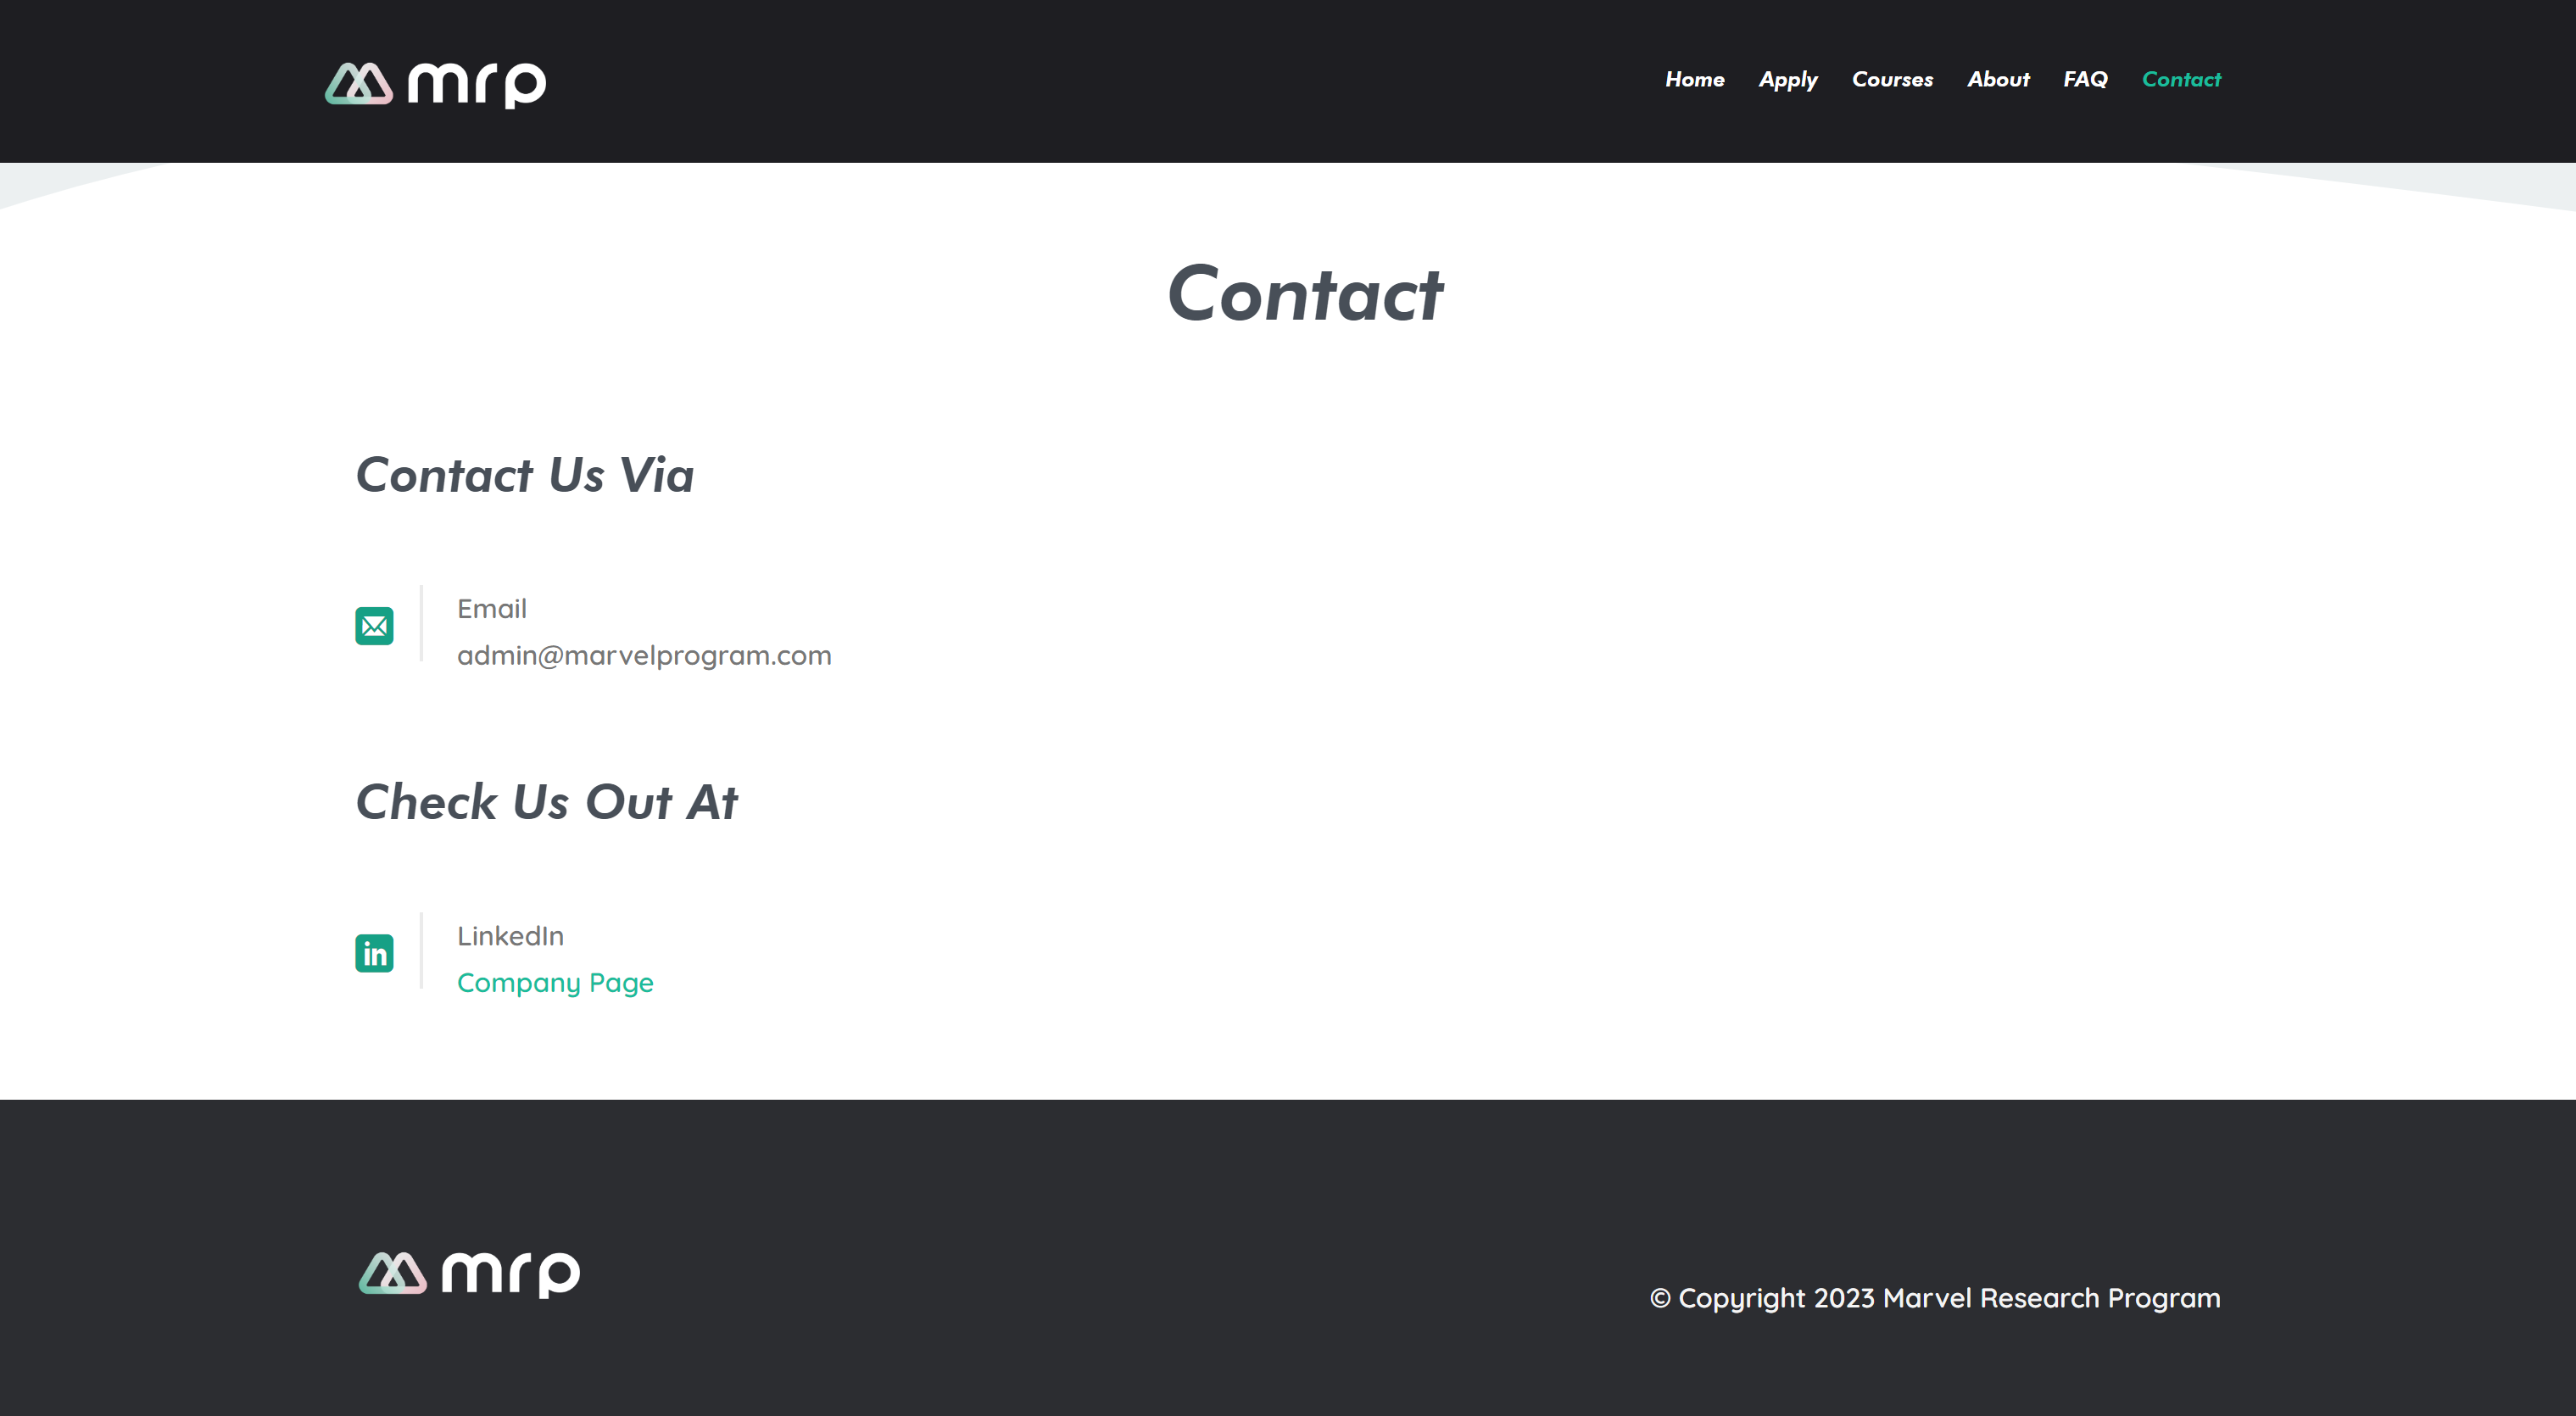 mrp
Home Apply Courses About FAQ Contact
Contact
Contact Us Via
Email
admin@marvelprogram.com
Check Us Out At
in
LinkedIn
Company Page
mrp
© Copyright 2023 Marvel Research Program